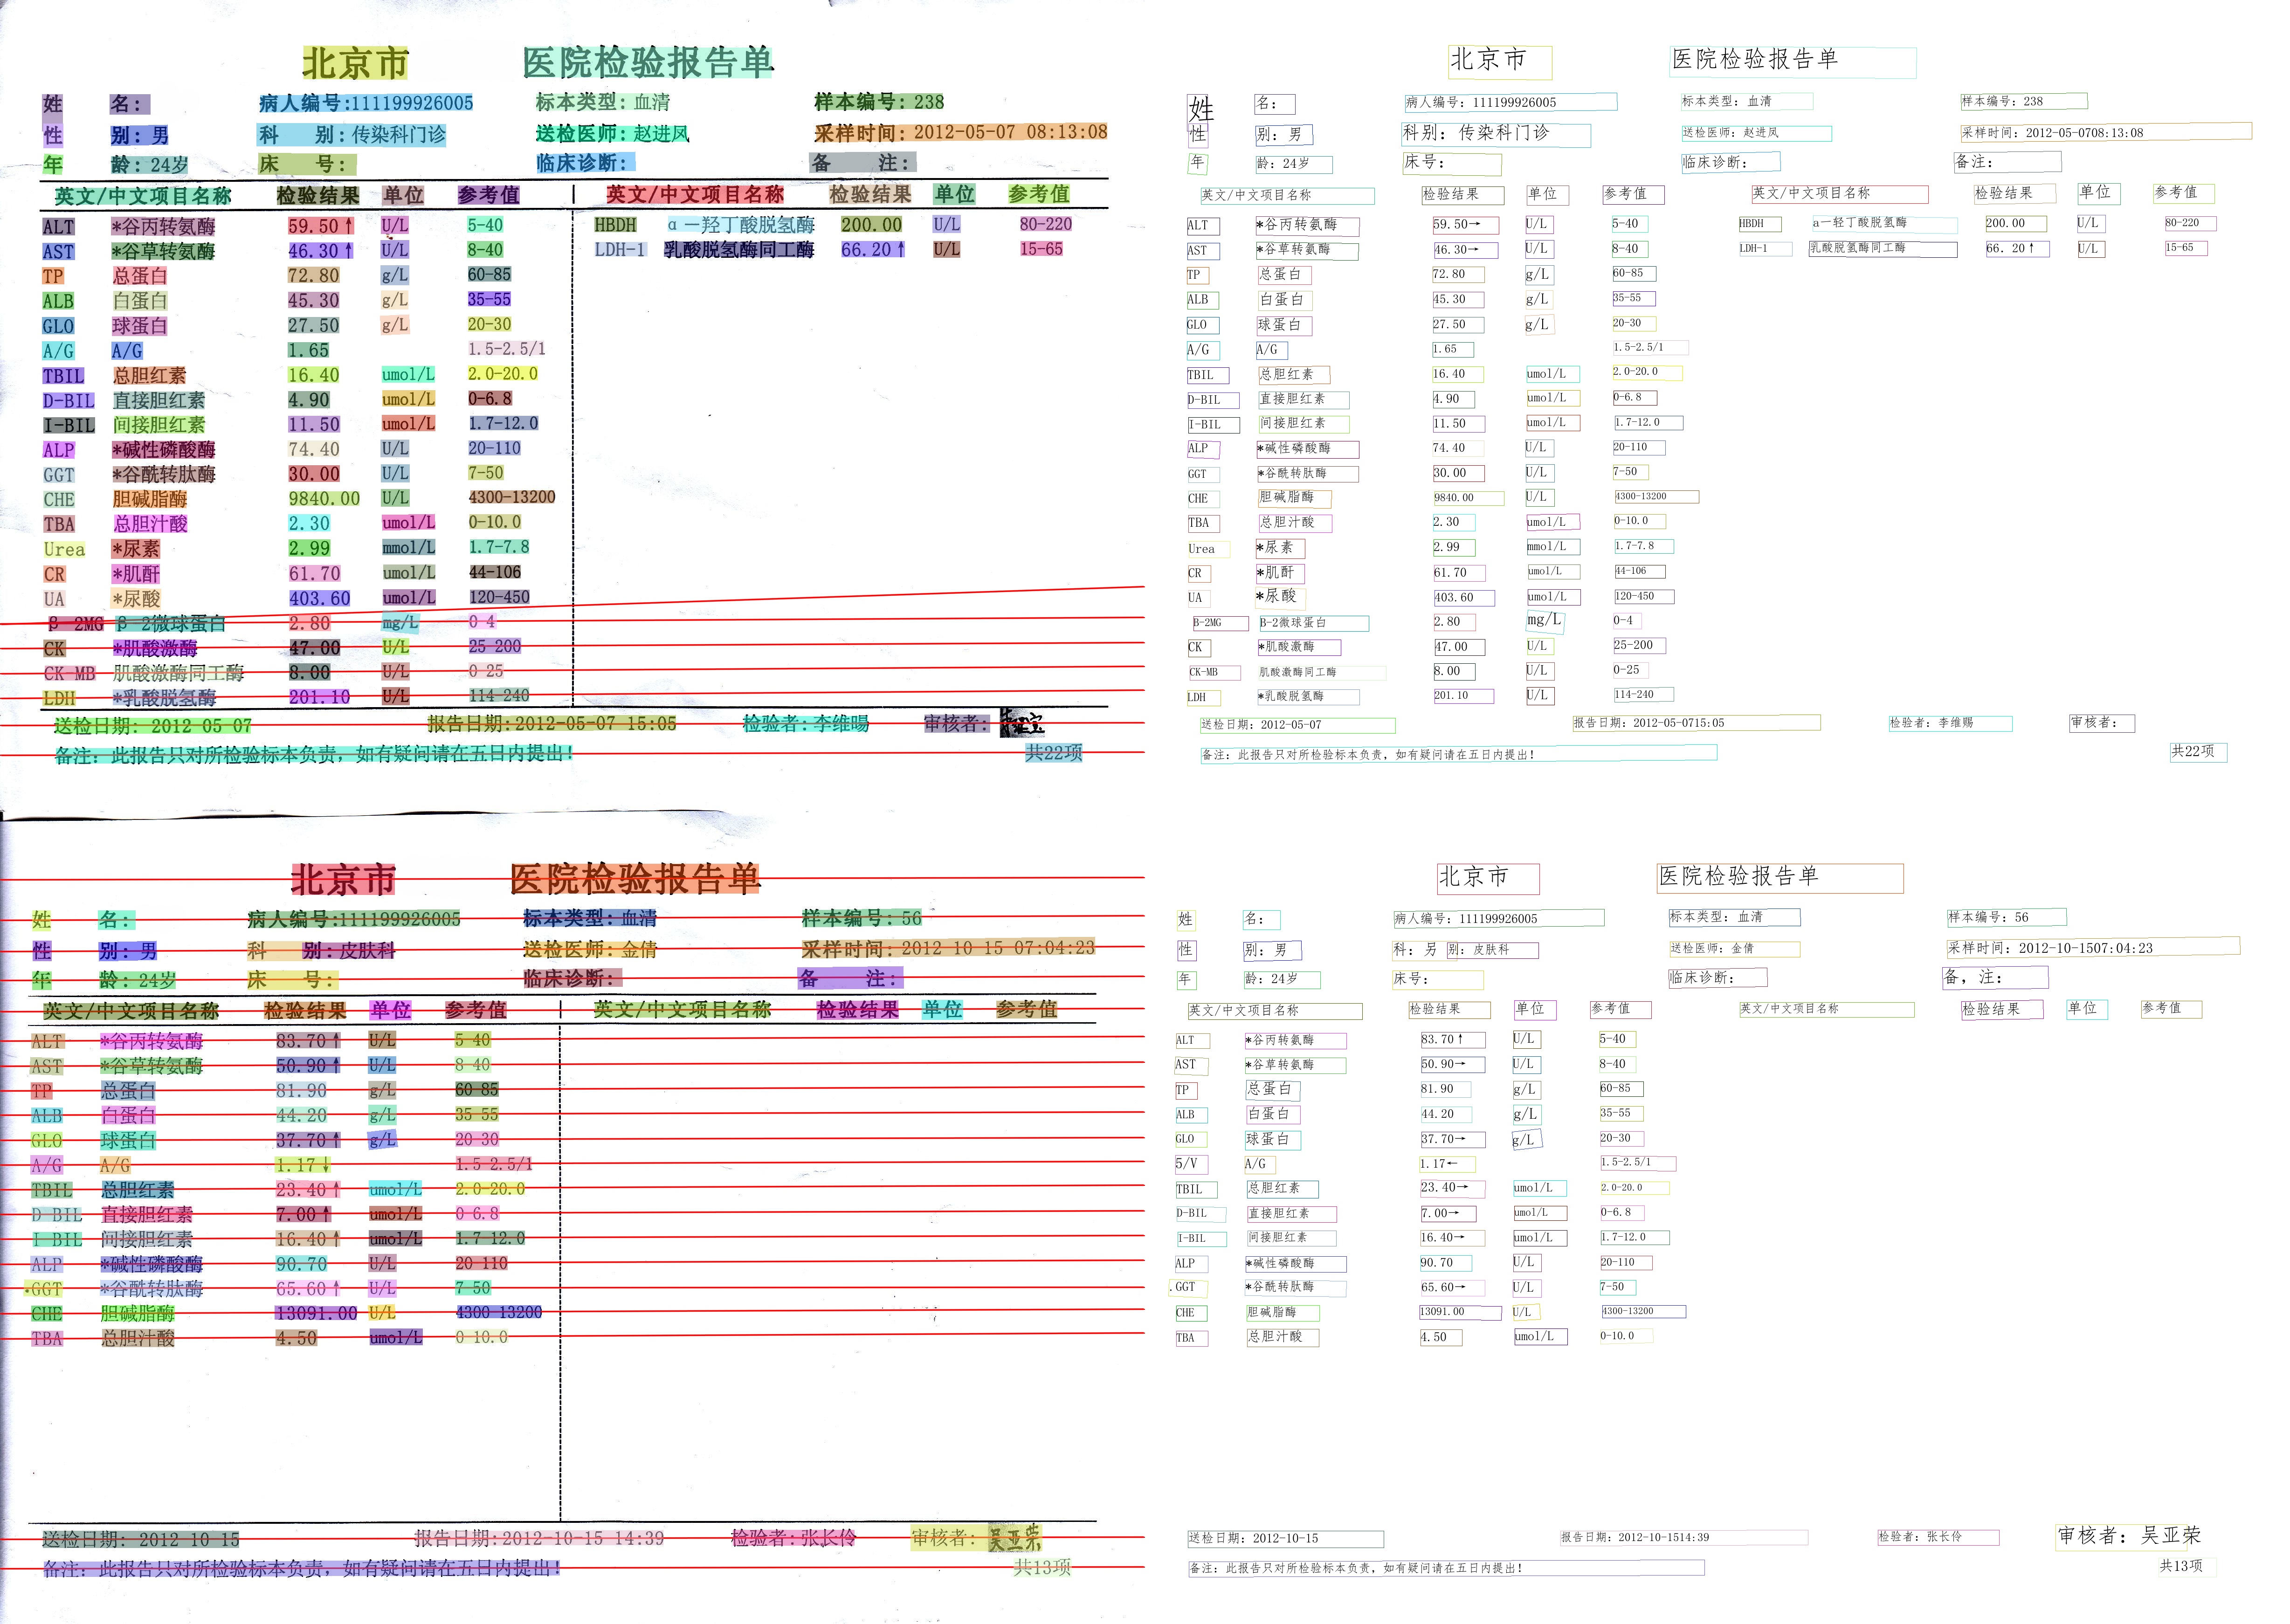 北京市 医院检验报告单
姓 名: 病人编号:111199926005 标本类型: 血清 样本编号: 238
性 别: 男 科 别: 传染科门诊 送检医师: 赵进凤 采样时间: 2012-05-07 08:13:08
年 龄: 24岁 床 号: 临床诊断: 备 注:
英文/中文项目名称 检验结果 单位 参考值 英文/中文项目名称 检验结果 单位 参考值
ALT *谷丙转氨酶 59.50↑ U/L 5-40 HBDH α一羟丁酸脱氢酶 200.00 U/L 80-220
AST *谷草转氨酶 46.30↑ U/L 8-40 LDH-1 乳酸脱氢酶同工酶 66.20↑ U/L 15-65
TP 总蛋白 72.80 g/L 60-85
ALB 白蛋白 45.30 g/L 35-55
GLO 球蛋白 27.50 g/L 20-30
A/G A/G 1.65 1.5-2.5/1
TBIL 总胆红素 16.40 umol/L 2.0-20.0
D-BIL 直接胆红素 4.90 umol/L 0-6.8
I-BIL 间接胆红素 11.50 umol/L 1.7-12.0
ALP *碱性磷酸酶 74.40 U/L 20-110
GGT *谷酰转肽酶 30.00 U/L 7-50
CHE 胆碱脂酶 9840.00 U/L 4300-13200
TBA 总胆汁酸 2.30 umol/L 0-10.0
Urea *尿素 2.99 mmol/L 1.7-7.8
CR *肌酐 61.70 umol/L 44-106
UA *尿酸 403.60 umol/L 120-450
β-2MG β-2微球蛋白 2.80 mg/L 0-4
CK *肌酸激酶 47.00 U/L 25-200
CK-MB 肌酸激酶同工酶 8.00 U/L 0-25
LDH *乳酸脱氢酶 201.10 U/L 114-240
送检日期: 2012-05-07 报告日期:2012-05-07 15:05 检验者:李维暘 审核者:
备注: 此报告只对所检验标本负责, 如有疑问请在五日内提出! 共22项
北京市 医院检验报告单
姓 名: 病人编号: 111199926005 标本类型: 血清 样本编号: 238
性 别: 男 科别: 传染科门诊 送检医师: 赵进凤 采样时间: 2012-05-0708:13:08
年 龄: 24岁 床号: 临床诊断: 备注:
英文/中文项目名称 检验结果 单位 参考值 英文/中文项目名称 检验结果 单位 参考值
ALT *谷丙转氨酶 59.50→ U/L 5-40 HBDH a一轻丁酸脱氢酶 200.00 U/L 80-220
AST *谷草转氨酶 46.30→ U/L 8-40 LDH-1 乳酸脱氢酶同工酶 66. 20↑ U/L 15-65
TP 总蛋白 72.80 g/L 60-85
ALB 白蛋白 45.30 g/L 35-55
GLO 球蛋白 27.50 g/L 20-30
A/G A/G 1.65 1.5-2.5/1
TBIL 总胆红素 16.40 umol/L 2.0-20.0
D-BIL 直接胆红素 4.90 umol/L 0-6.8
I-BIL 间接胆红素 11.50 umol/L 1.7-12.0
ALP *碱性磷酸酶 74.40 U/L 20-110
GGT *谷酰转肽酶 30.00 U/L 7-50
CHE 胆碱脂酶 9840.00 U/L 4300-13200
TBA 总胆汁酸 2.30 umol/L 0-10.0
Urea *尿素 2.99 mmol/L 1.7-7.8
CR *肌酐 61.70 umol/L 44-106
UA *尿酸 403.60 umol/L 120-450
B-2MG B-2微球蛋白 2.80 mg/L 0-4
CK *肌酸激酶 47.00 U/L 25-200
CK-MB 肌酸激酶同工酶 8.00 U/L 0-25
LDH *乳酸脱氢酶 201.10 U/L 114-240
送检日期: 2012-05-07 报告日期: 2012-05-0715:05 检验者: 李维赐 审核者:
备注: 此报告只对所检验标本负责, 如有疑问请在五日内提出! 共22项
北京市 医院检验报告单
姓 名: 病人编号:111199926005 标本类型: 血清 样本编号: 56
性 别: 男 科 别: 皮肤科 送检医师: 金倩 采样时间: 2012-10-15 07:04:23
年 龄: 24岁 床 号: 临床诊断: 备 注:
英文/中文项目名称 检验结果 单位 参考值 英文/中文项目名称 检验结果 单位 参考值
ALT *谷丙转氨酶 83.70↑ U/L 5-40
AST *谷草转氨酶 50.90↑ U/L 8-40
TP 总蛋白 81.90 g/L 60-85
ALB 白蛋白 44.20 g/L 35-55
GLO 球蛋白 37.70↑ g/L 20-30
A/G A/G 1.17↓ 1.5-2.5/1
TBIL 总胆红素 23.40↑ umol/L 2.0-20.0
D-BIL 直接胆红素 7.00↑ umol/L 0-6.8
I-BIL 间接胆红素 16.40↑ umol/L 1.7-12.0
ALP *碱性磷酸酶 90.70 U/L 20-110
GGT *谷酰转肽酶 65.60↑ U/L 7-50
CHE 胆碱脂酶 13091.00 U/L 4300-13200
TBA 总胆汁酸 4.50 umol/L 0-10.0
送检日期: 2012-10-15 报告日期:2012-10-15 14:39 检验者:张长伶 审核者: 吴亚荣
备注: 此报告只对所检验标本负责, 如有疑问请在五日内提出! 共13项
北京市 医院检验报告单
姓 名: 病人编号: 111199926005 标本类型: 血清 样本编号: 56
性 别: 男 科: 另 别: 皮肤科 送检医师: 金倩 采样时间: 2012-10-1507:04:23
年 龄: 24岁 床号: 临床诊断: 备, 注:
英文/中文项目名称 检验结果 单位 参考值 英文/中文项目名称 检验结果 单位 参考值
ALT *谷丙转氨酶 83.70↑ U/L 5-40
AST *谷草转氨酶 50.90→ U/L 8-40
TP 总蛋白 81.90 g/L 60-85
ALB 白蛋白 44.20 g/L 35-55
GLO 球蛋白 37.70→ g/L 20-30
5/V A/G 1.17← 1.5-2.5/1
TBIL 总胆红素 23.40→ umol/L 2.0-20.0
D-BIL 直接胆红素 7.00→ umol/L 0-6.8
I-BIL 间接胆红素 16.40→ umol/L 1.7-12.0
ALP *碱性磷酸酶 90.70 U/L 20-110
.GGT *谷酰转肽酶 65.60→ U/L 7-50
CHE 胆碱脂酶 13091.00 U/L 4300-13200
TBA 总胆汁酸 4.50 umol/L 0-10.0
送检日期: 2012-10-15 报告日期: 2012-10-1514:39 检验者: 张长伶 审核者: 吴亚荣
备注: 此报告只对所检验标本负责, 如有疑问请在五日内提出! 共13项